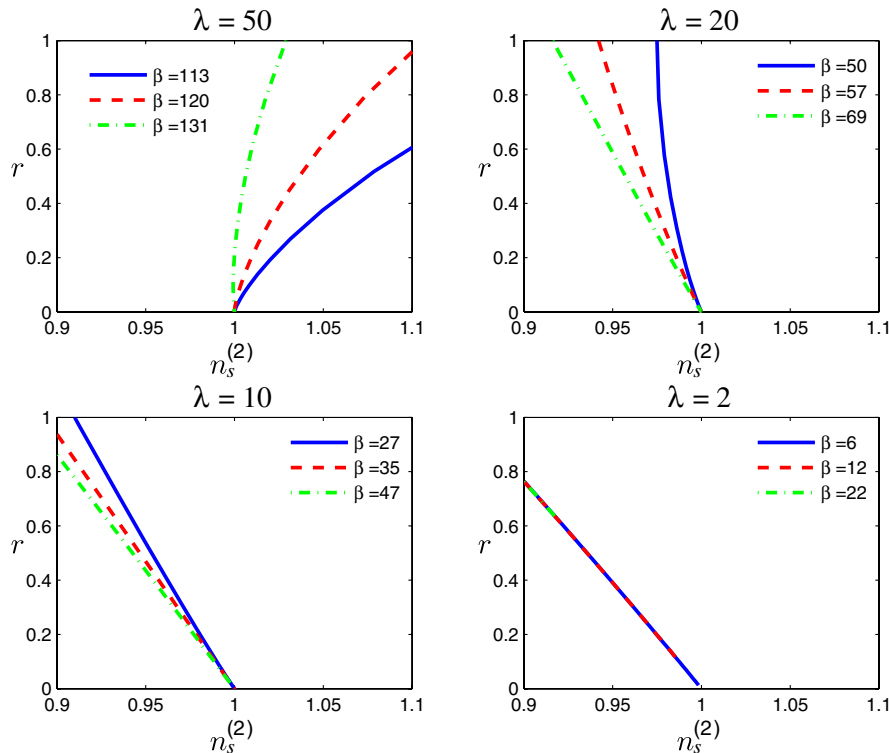 λ = 50
1
0.8
0.6
0.4
0.2
0
r
β =113
β =120
β =131
0.9
0.95
1
1.05
1.1
n_s^(2)
λ = 20
1
0.8
0.6
0.4
0.2
0
r
β =50
β =57
β =69
0.9
0.95
1
1.05
1.1
n_s^(2)
λ = 10
1
0.8
0.6
0.4
0.2
0
r
β =27
β =35
β =47
0.9
0.95
1
1.05
1.1
n_s^(2)
λ = 2
1
0.8
0.6
0.4
0.2
0
r
β =6
β =12
β =22
0.9
0.95
1
1.05
1.1
n_s^(2)